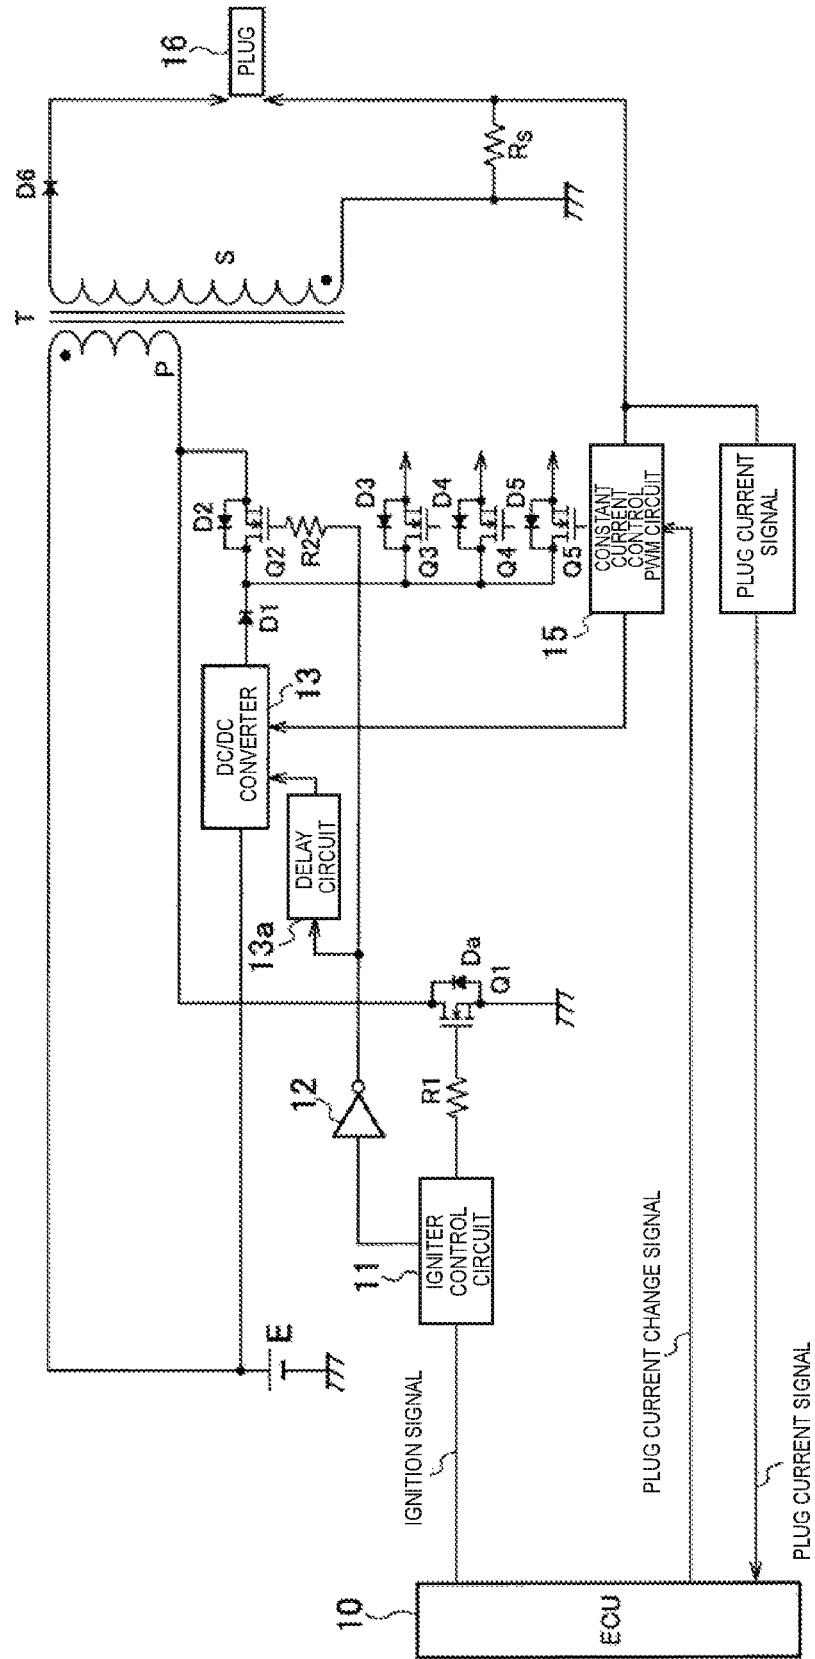 10
ECU
IGNITION SIGNAL
PLUG CURRENT CHANGE SIGNAL
PLUG CURRENT SIGNAL
E
11
IGNITER
CONTROL
CIRCUIT
12
R1
Q1
Da
13a
DELAY
CIRCUIT
13
DC/DC
CONVERTER
D1
D2
Q2
R2
D3
Q3
D4
Q4
D5
Q5
15
CONSTANT
CURRENT
CONTROL
PWM CIRCUIT
PLUG CURRENT
SIGNAL
T
P
S
D6
Rs
16
PLUG